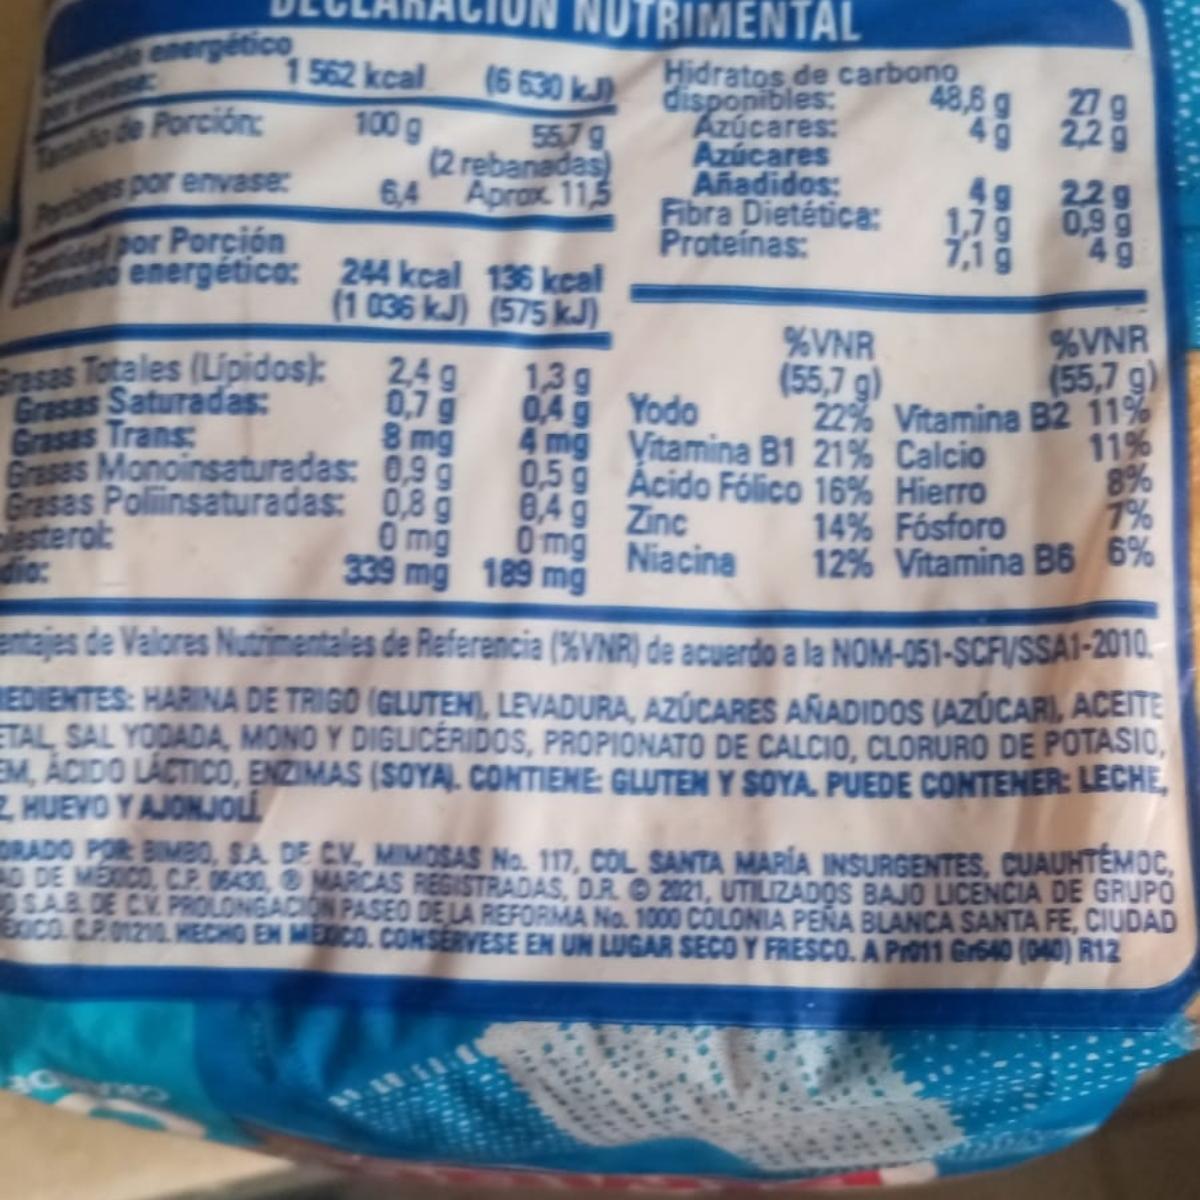 DECLARACIÓN NUTRIMENTAL
Contenido energético
por envase: 1 562 kcal (6 630 kJ)
Tamaño de Porción: 100 g 55,7 g
(2 rebanadas)
Porciones por envase: 6,4 Aprox. 11,5
Cantidad por Porción
Contenido energético: 244 kcal 136 kcal
(1 036 kJ) (575 kJ)
Grasas Totales (Lípidos): 2,4 g 1,3 g
Grasas Saturadas: 0,7 g 0,4 g
Grasas Trans: 8 mg 4 mg
Grasas Monoinsaturadas: 0,9 g 0,5 g
Grasas Poliinsaturadas: 0,8 g 0,4 g
olesterol: 0 mg 0 mg
dio: 339 mg 189 mg
Hidratos de carbono
disponibles: 48,6 g 27 g
Azúcares: 4 g 2,2 g
Azúcares
Añadidos: 4 g 2,2 g
Fibra Dietética: 1,7 g 0,9 g
Proteínas: 7,1 g 4 g
%VNR %VNR
(55,7 g) (55,7 g)
Yodo 22% Vitamina B2 11%
Vitamina B1 21% Calcio 11%
Ácido Fólico 16% Hierro 8%
Zinc 14% Fósforo 7%
Niacina 12% Vitamina B6 6%
entajes de Valores Nutrimentales de Referencia (%VNR) de acuerdo a la NOM-051-SCFI/SSA1-2010.
REDIENTES: HARINA DE TRIGO (GLUTEN), LEVADURA, AZÚCARES AÑADIDOS (AZÚCAR), ACEITE
ETAL, SAL YODADA, MONO Y DIGLICÉRIDOS, PROPIONATO DE CALCIO, CLORURO DE POTASIO,
EM, ÁCIDO LÁCTICO, ENZIMAS (SOYA). CONTIENE: GLUTEN Y SOYA. PUEDE CONTENER: LECHE,
Z, HUEVO Y AJONJOLÍ.
ORADO POR: BIMBO, S.A. DE C.V., MIMOSAS No. 117, COL. SANTA MARÍA INSURGENTES, CUAUHTÉMOC,
AD DE MÉXICO, C.P. 06430, ® MARCAS REGISTRADAS, D.R. © 2021, UTILIZADOS BAJO LICENCIA DE GRUPO
O S.A.B. DE C.V. PROLONGACIÓN PASEO DE LA REFORMA No. 1000 COLONIA PEÑA BLANCA SANTA FE, CIUDAD
ÉXICO. C.P. 01210. HECHO EN MÉXICO. CONSÉRVESE EN UN LUGAR SECO Y FRESCO. A Pr011 Gr640 (040) R12